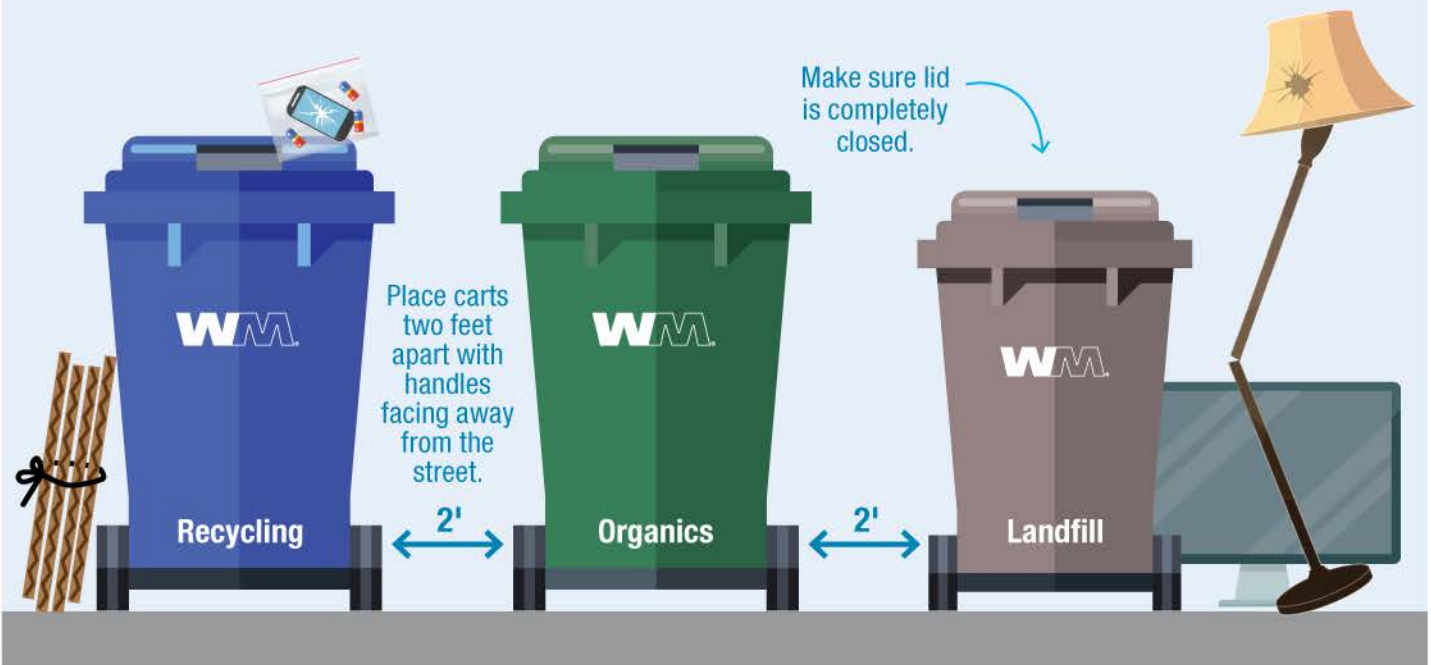 Make sure lid
is completely
closed.
WM
WM
WM
Place carts
two feet
apart with
handles
facing away
from the
street.
2'
2'
Recycling
Organics
Landfill